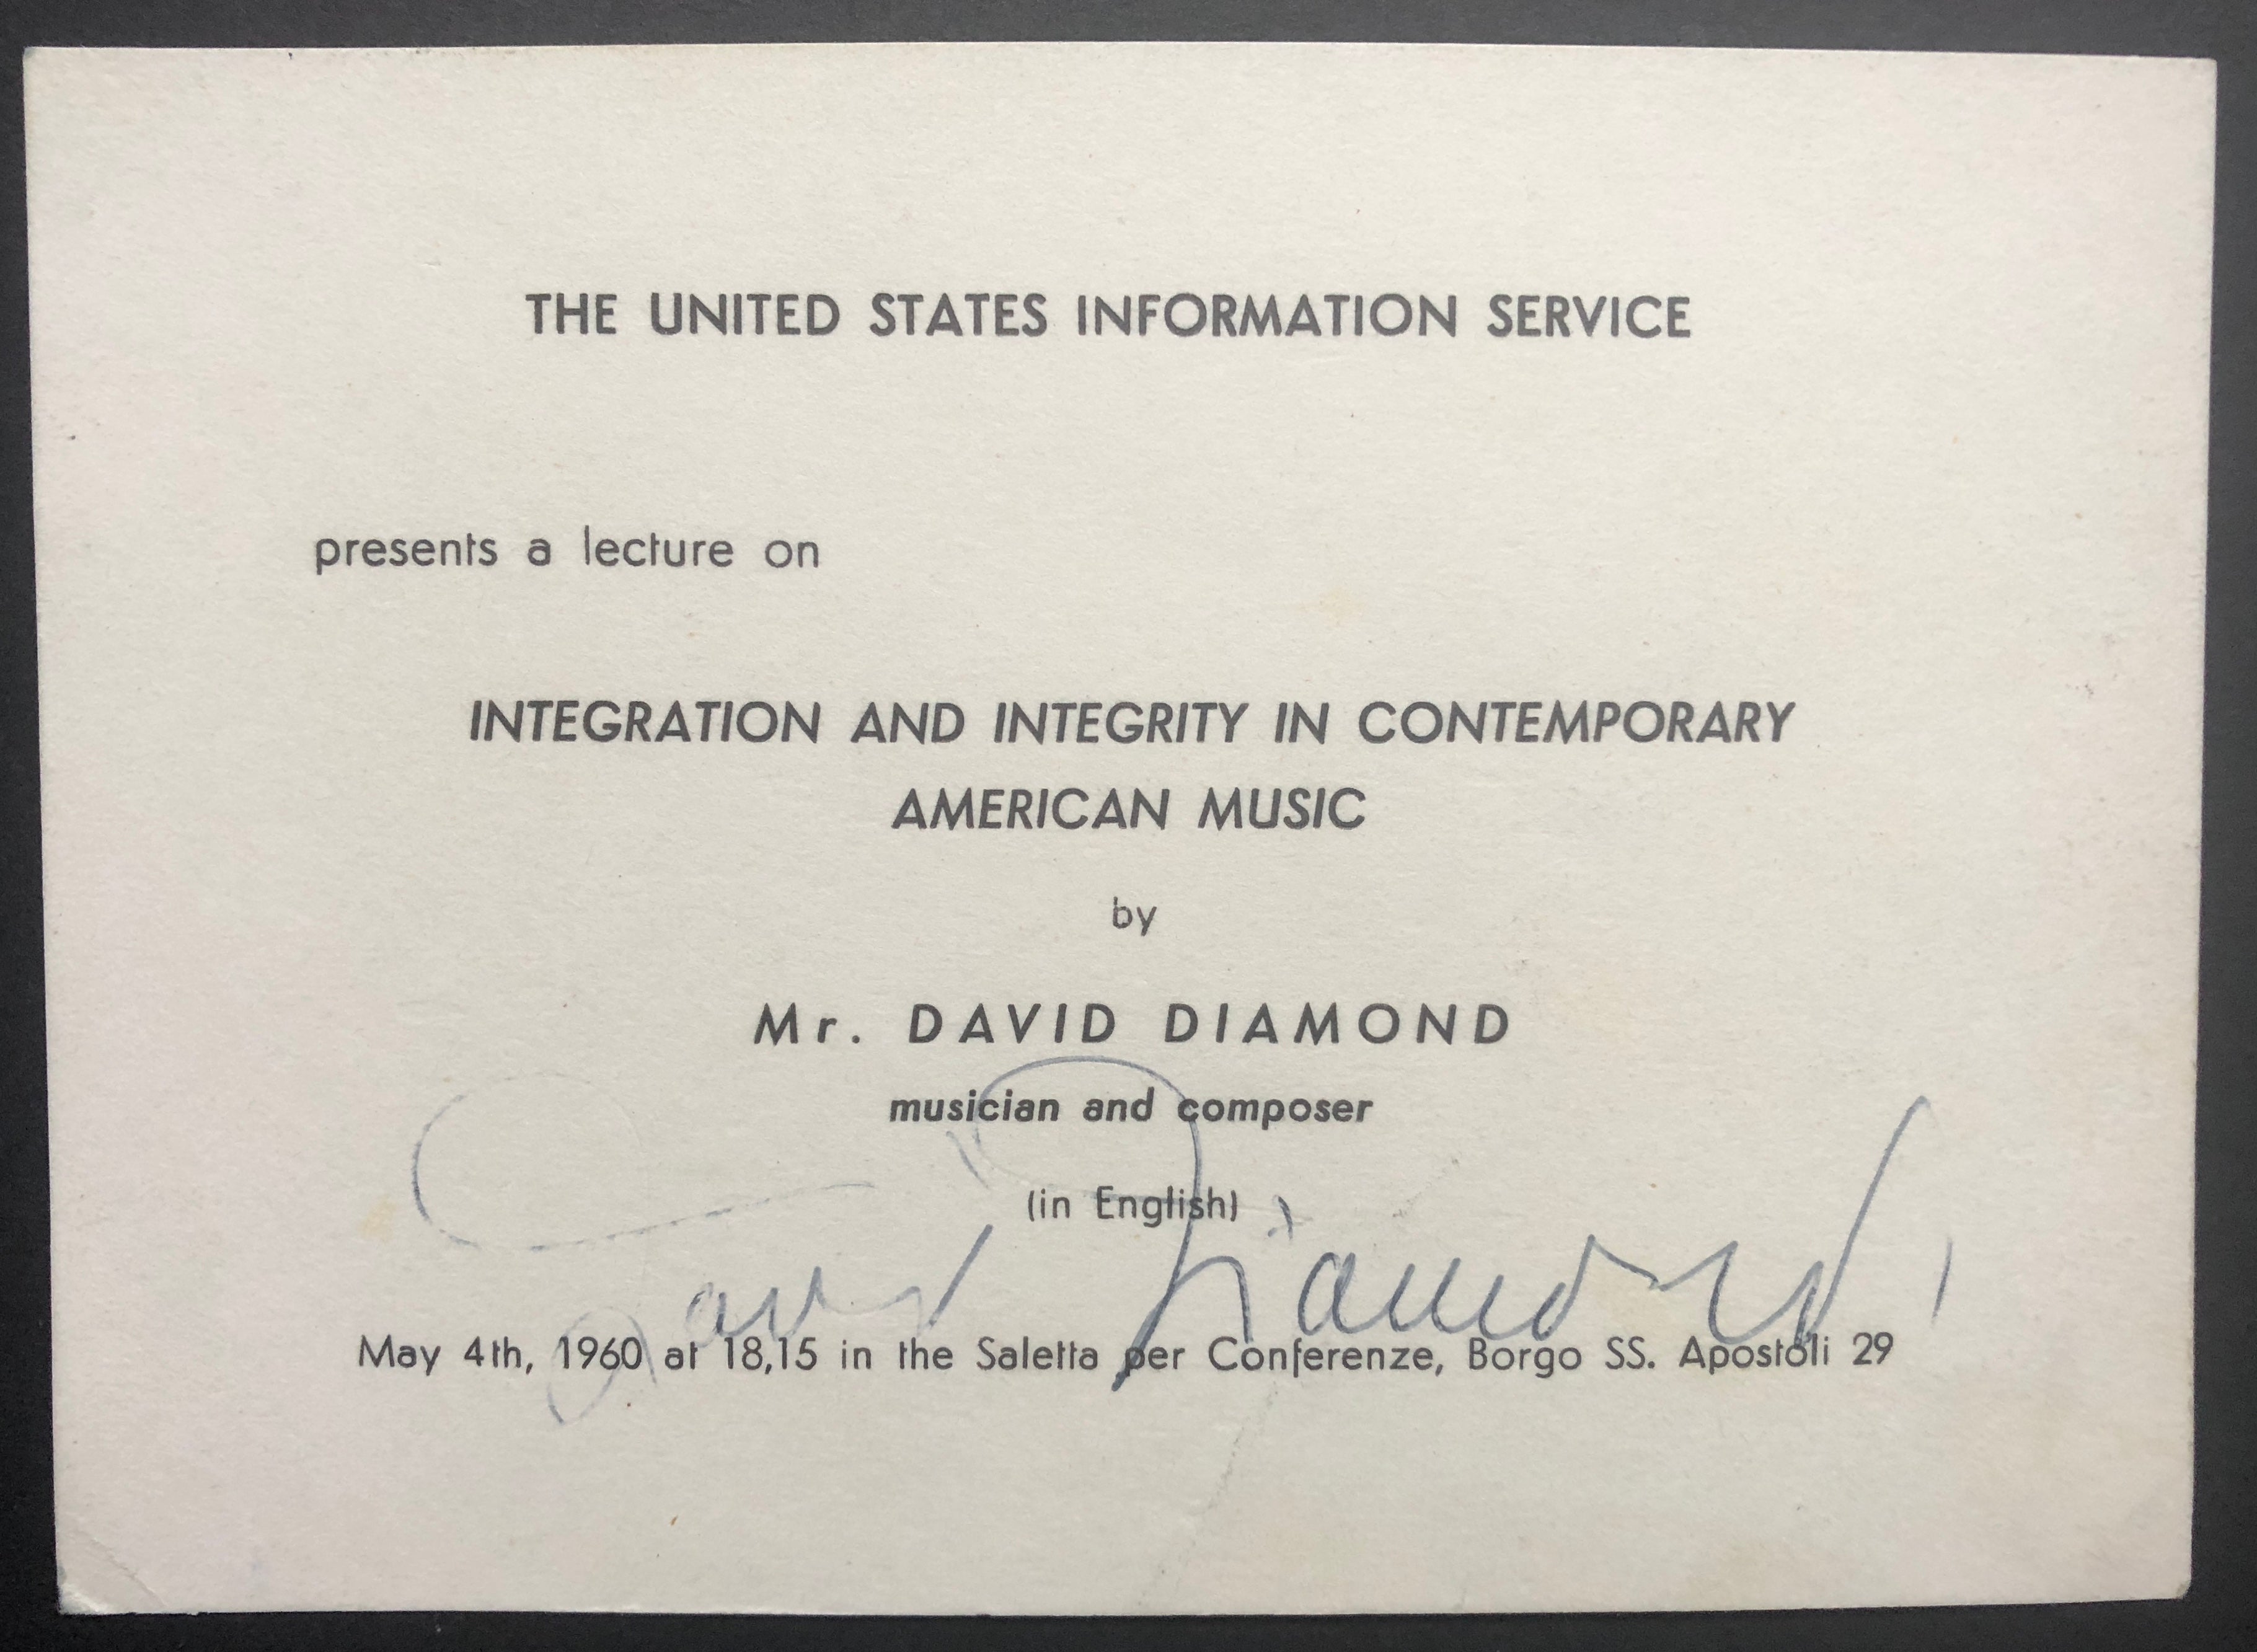 THE UNITED STATES INFORMATION SERVICE
presents a lecture on
INTEGRATION AND INTEGRITY IN CONTEMPORARY
AMERICAN MUSIC
by
Mr. DAVID DIAMOND
musician and composer
(in English)
David Diamond
May 4th, 1960 at 18,15 in the Saletta per Conferenze, Borgo SS. Apostoli 29